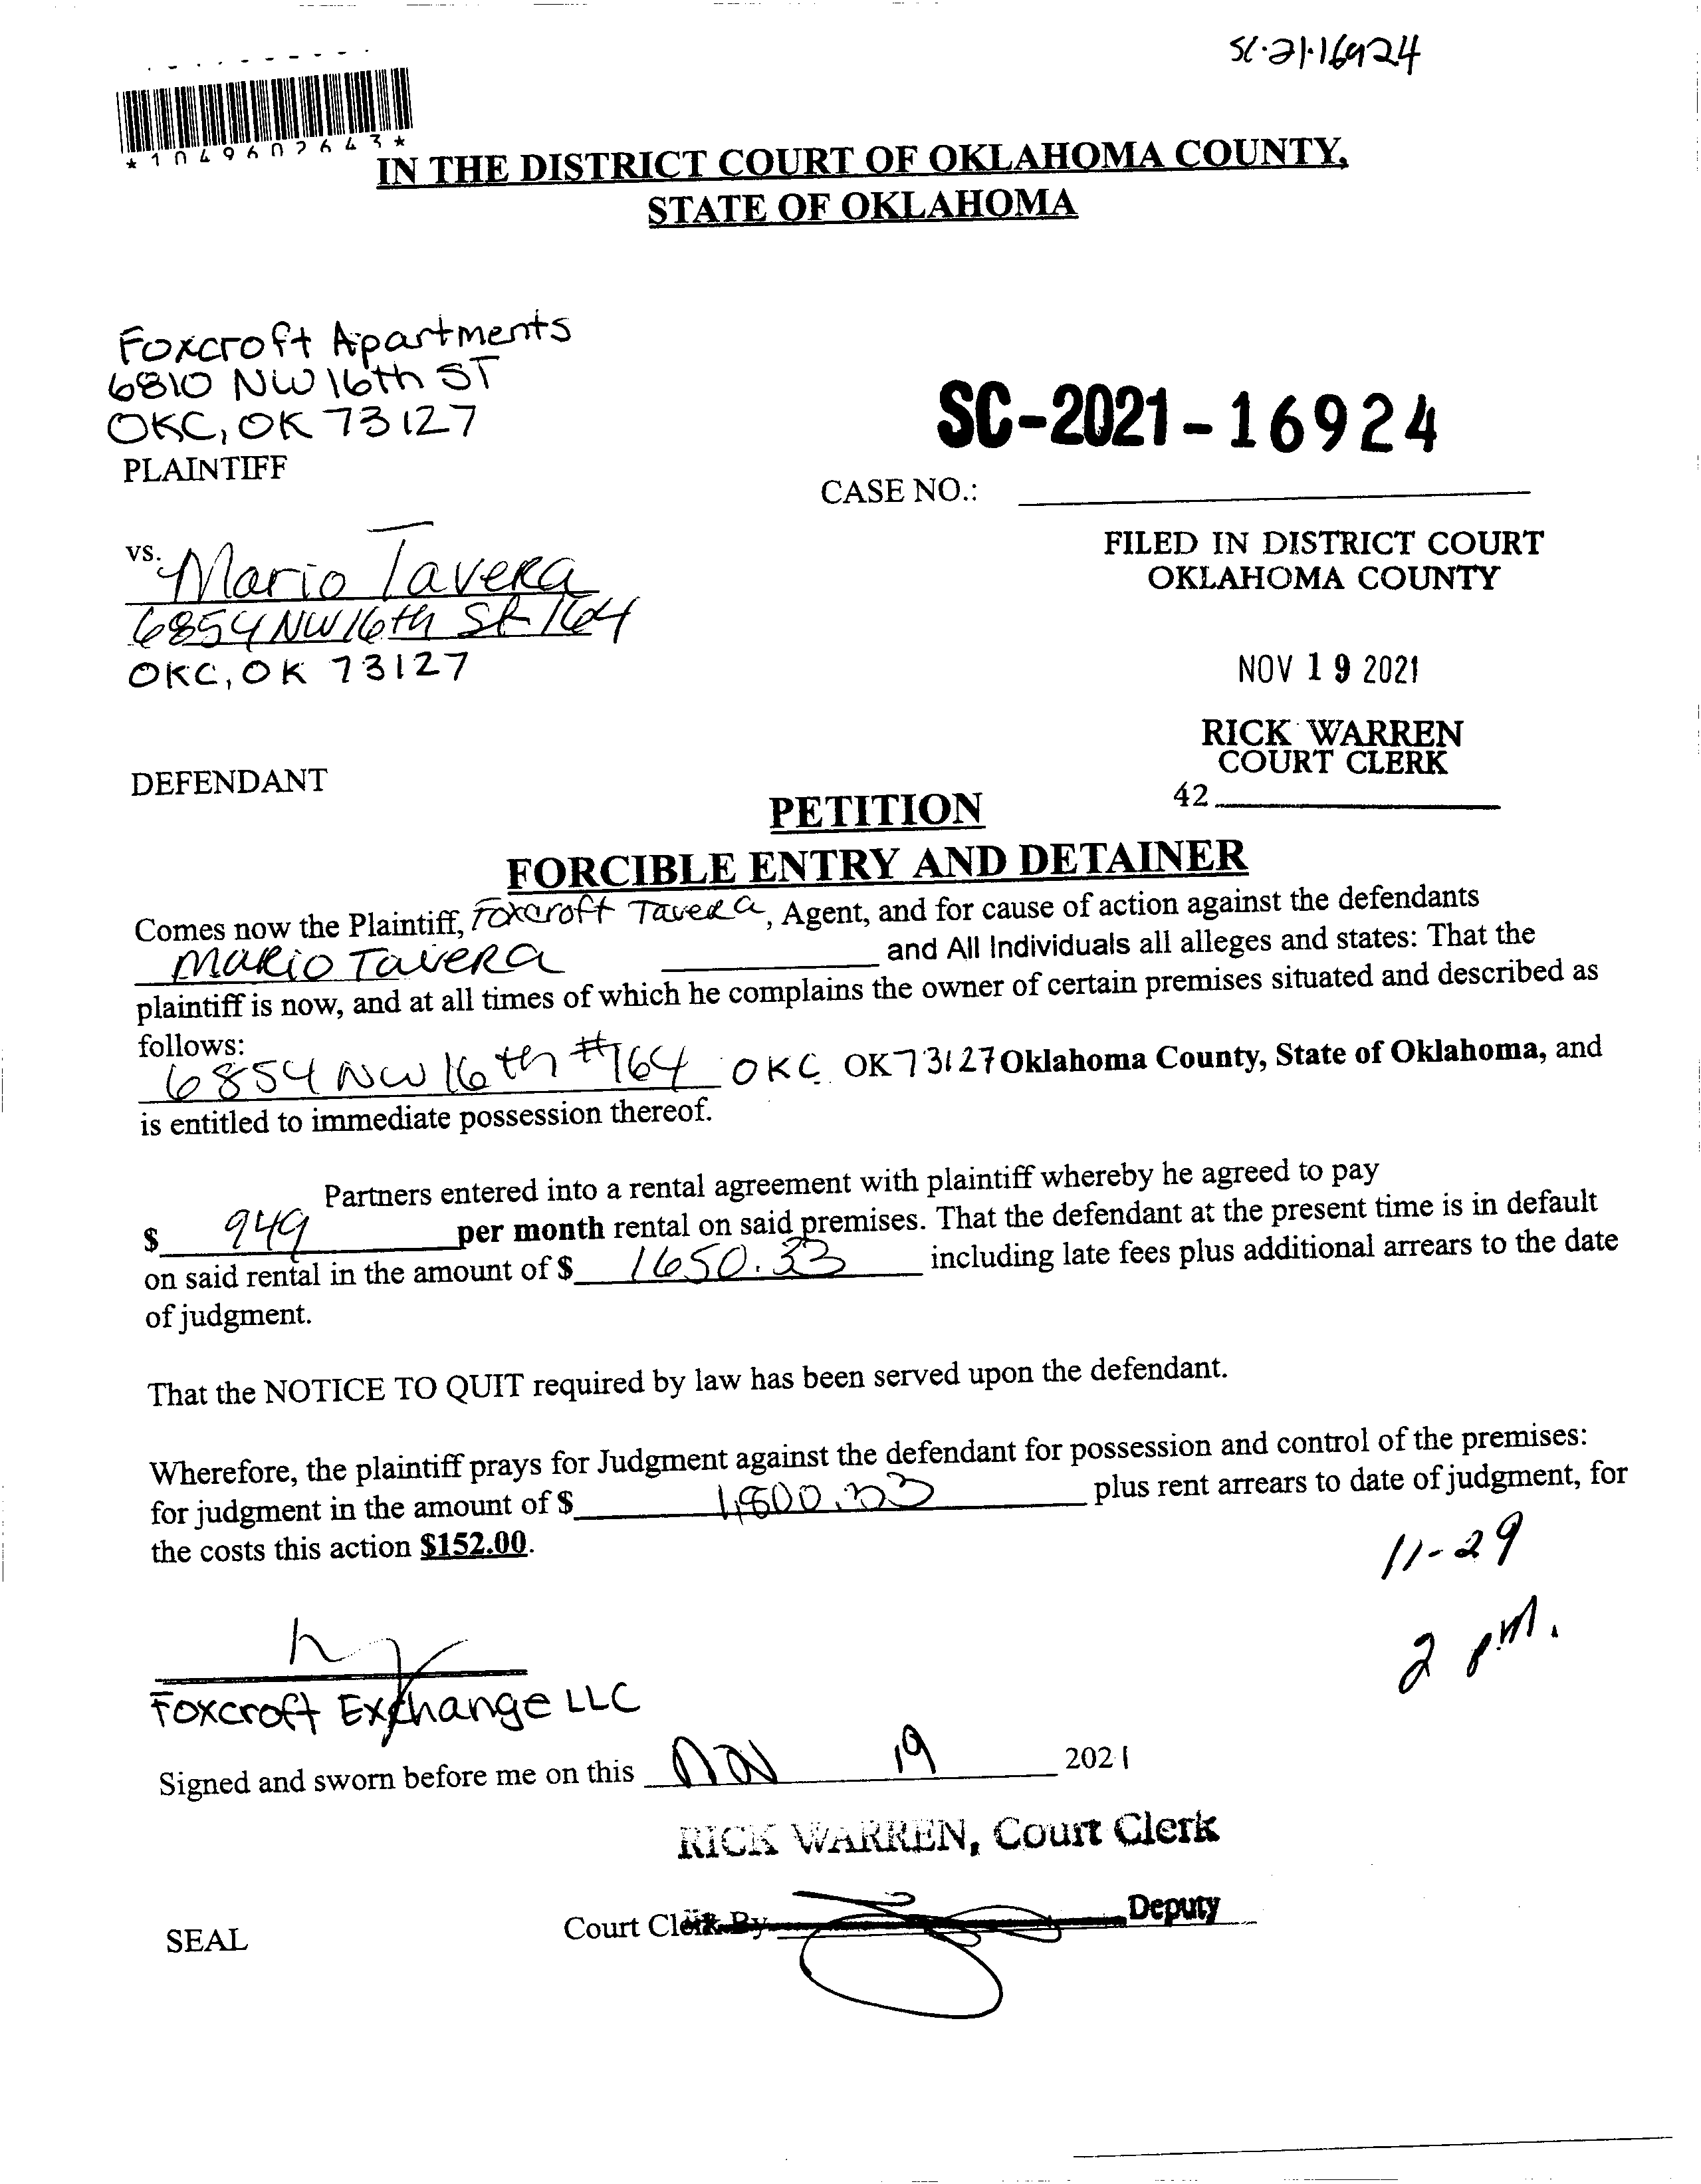 SC-21-16924
*1049602643*
IN THE DISTRICT COURT OF OKLAHOMA COUNTY,
STATE OF OKLAHOMA
Foxcroft Apartments
6810 NW 16th ST
OKC, OK 73127
PLAINTIFF
SC-2021-16924
CASE NO.:
FILED IN DISTRICT COURT
OKLAHOMA COUNTY
vs. Mario Tavera
6854 NW 16th St 164
OKC, OK 73127
NOV 19 2021
RICK WARREN
COURT CLERK
42
DEFENDANT
PETITION
FORCIBLE ENTRY AND DETAINER
Comes now the Plaintiff, Foxcroft Tavera, Agent, and for cause of action against the defendants
Mario Tavera and All Individuals all alleges and states: That the
plaintiff is now, and at all times of which he complains the owner of certain premises situated and described as
follows:
6854 NW 16th #164 OKC OK 73127 Oklahoma County, State of Oklahoma, and
is entitled to immediate possession thereof.
Partners entered into a rental agreement with plaintiff whereby he agreed to pay
$ 949 per month rental on said premises. That the defendant at the present time is in default
on said rental in the amount of $ 1650.33 including late fees plus additional arrears to the date
of judgment.
That the NOTICE TO QUIT required by law has been served upon the defendant.
Wherefore, the plaintiff prays for Judgment against the defendant for possession and control of the premises:
for judgment in the amount of $ plus rent arrears to date of judgment, for
the costs this action $152.00.
11-29
2 pm.
Foxcroft Exchange LLC
Signed and sworn before me on this Nov 19 2021
RICK WARREN, Court Clerk
Court Clerk By Deputy
SEAL